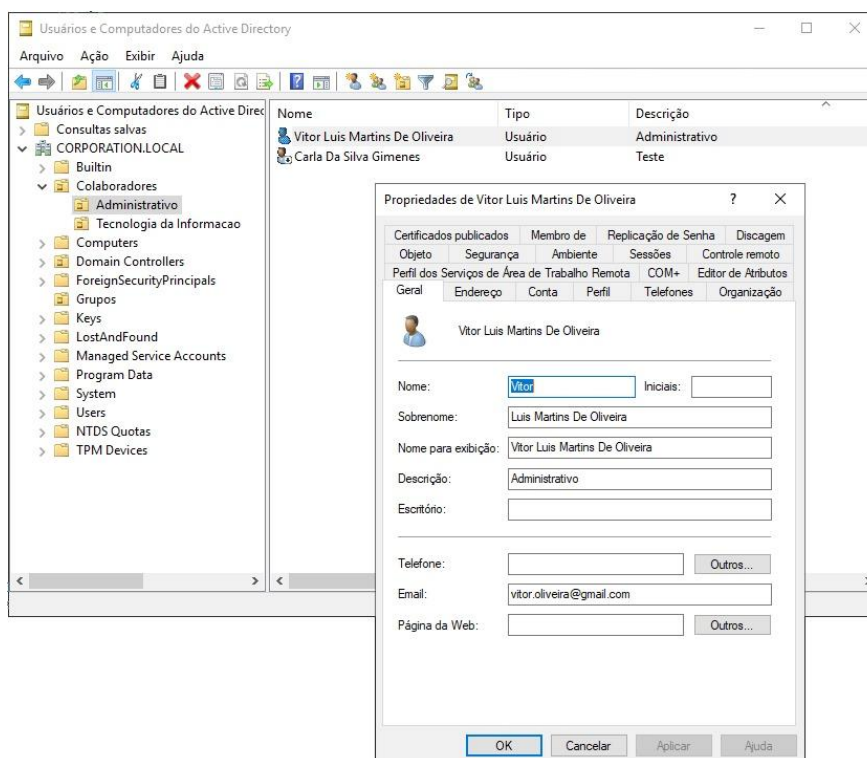 Usuários e Computadores do Active Directory
Arquivo Ação Exibir Ajuda
Usuários e Computadores do Active Direc
Consultas salvas
CORPORATION.LOCAL
Builtin
Colaboradores
Administrativo
Tecnologia da Informacao
Computers
Domain Controllers
ForeignSecurityPrincipals
Grupos
Keys
LostAndFound
Managed Service Accounts
Program Data
System
Users
NTDS Quotas
TPM Devices
Nome Tipo Descrição
Vitor Luis Martins De Oliveira Usuário Administrativo
Carla Da Silva Gimenes Usuário Teste
Propriedades de Vitor Luis Martins De Oliveira
Certificados publicados Membro de Replicação de Senha Discagem
Objeto Segurança Ambiente Sessões Controle remoto
Perfil dos Serviços de Área de Trabalho Remota COM+ Editor de Atributos
Geral Endereço Conta Perfil Telefones Organização
Vitor Luis Martins De Oliveira
Nome: Vitor Iniciais:
Sobrenome: Luis Martins De Oliveira
Nome para exibição: Vitor Luis Martins De Oliveira
Descrição: Administrativo
Escritório:
Telefone: Outros...
Email: vitor.oliveira@gmail.com
Página da Web: Outros...
OK Cancelar Aplicar Ajuda